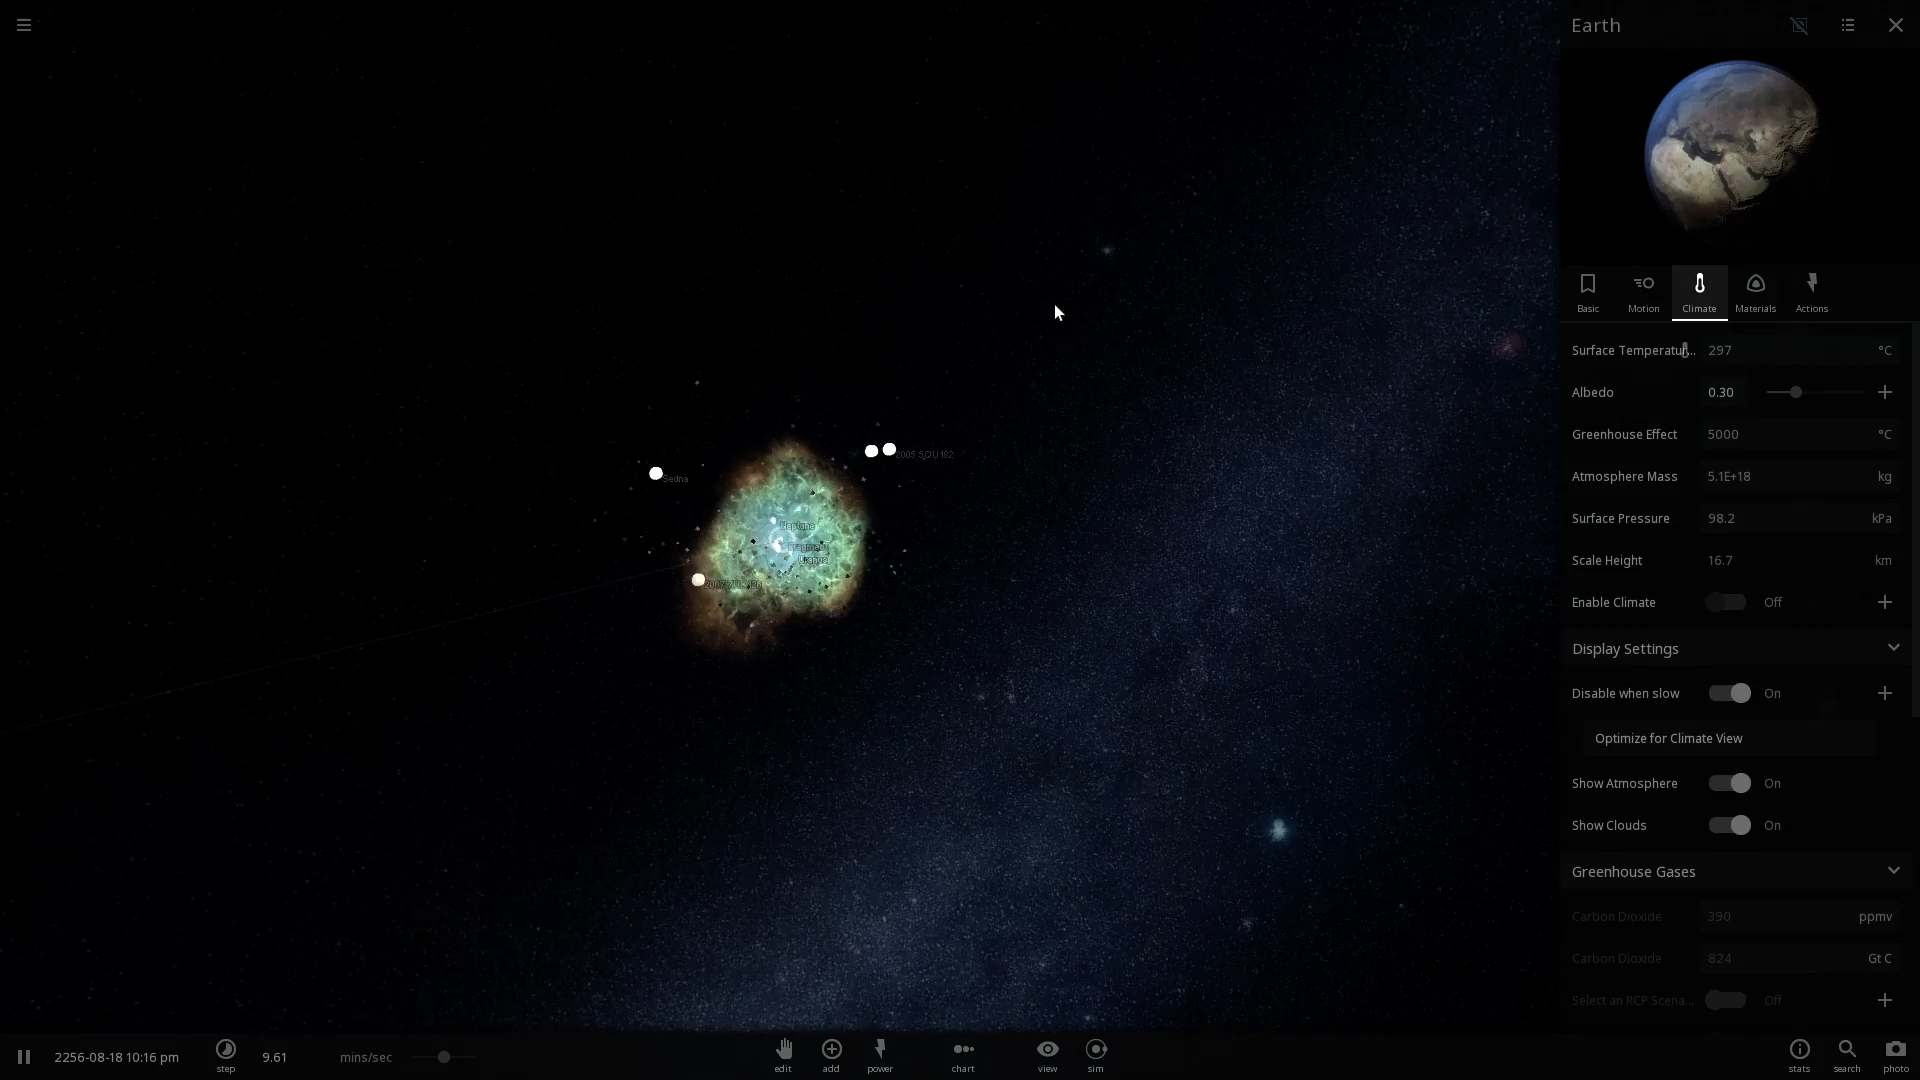 Earth
Basic
Motion
Climate
Materials
Actions
Surface Temperatur... 297 °C
Albedo 0.30
Greenhouse Effect 5000 °C
Atmosphere Mass 5.1E+18 kg
Surface Pressure 98.2 kPa
Scale Height 16.7 km
Enable Climate Off
Display Settings
Disable when slow On
Optimize for Climate View
Show Atmosphere On
Show Clouds On
Greenhouse Gases
Carbon Dioxide 390 ppmv
Carbon Dioxide 824 Gt C
Select an RCP Scena... Off
Sedna
Neptune
Fragment
Uranus
2256-08-18 10:16 pm
step
9.61
mins/sec
edit
add
power
chart
view
sim
stats
search
photo